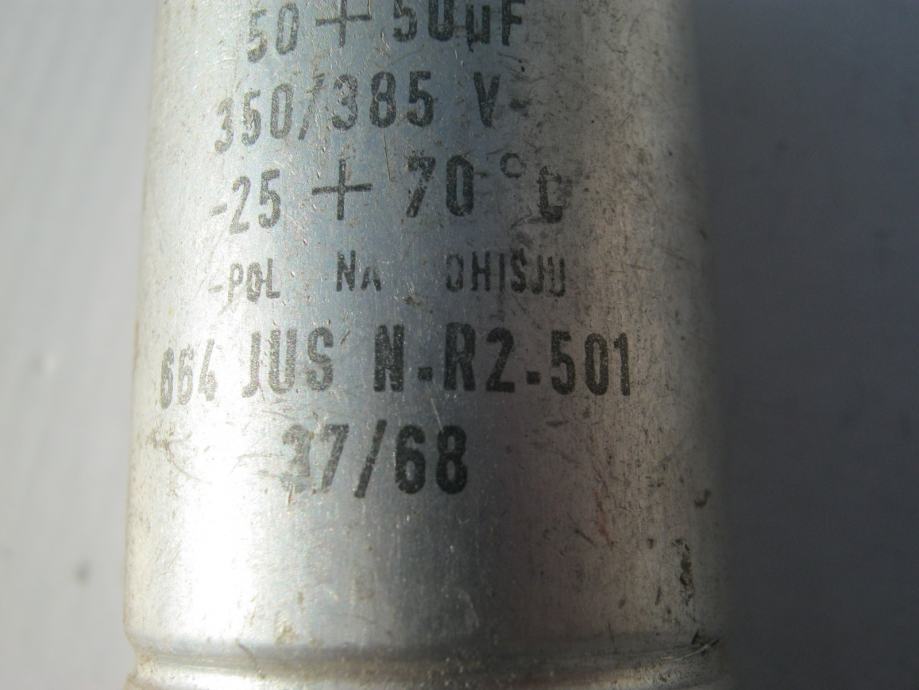 50 + 50µF
350/385 V-
-25 + 70 °C
-POL NA OHISJU
664 JUS N.R2.501
37/68